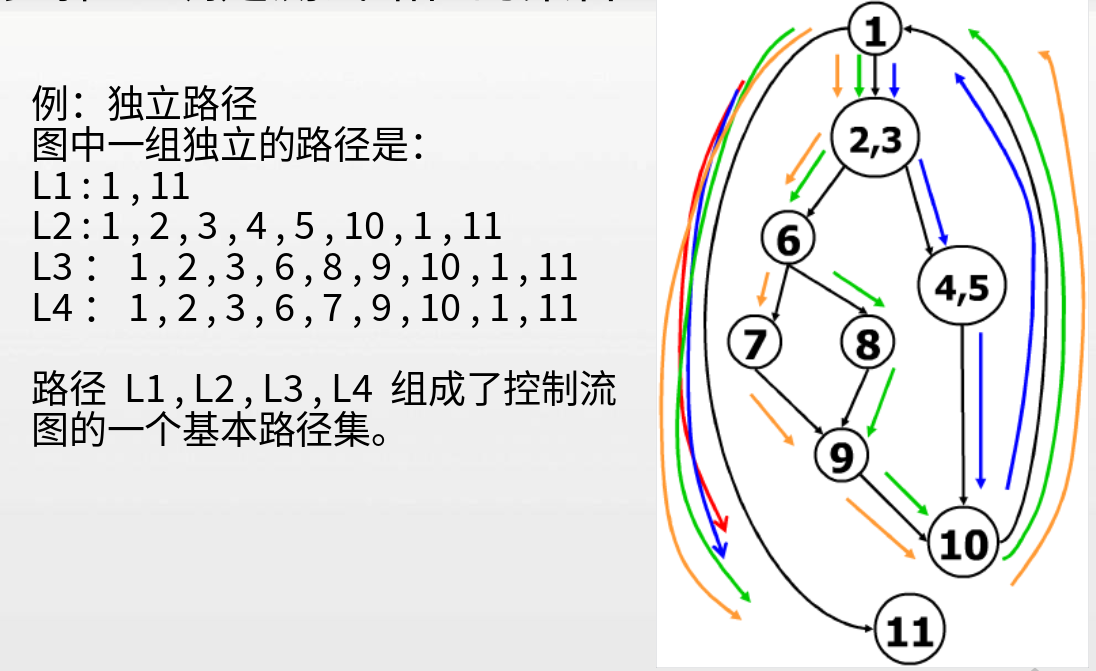 例：独立路径
图中一组独立的路径是：
L1 : 1 , 11
L2 : 1 , 2 , 3 , 4 , 5 , 10 , 1 , 11
L3 ： 1 , 2 , 3 , 6 , 8 , 9 , 10 , 1 , 11
L4 ： 1 , 2 , 3 , 6 , 7 , 9 , 10 , 1 , 11
路径 L1 , L2 , L3 , L4 组成了控制流
图的一个基本路径集。
1
2,3
6
4,5
7
8
9
10
11